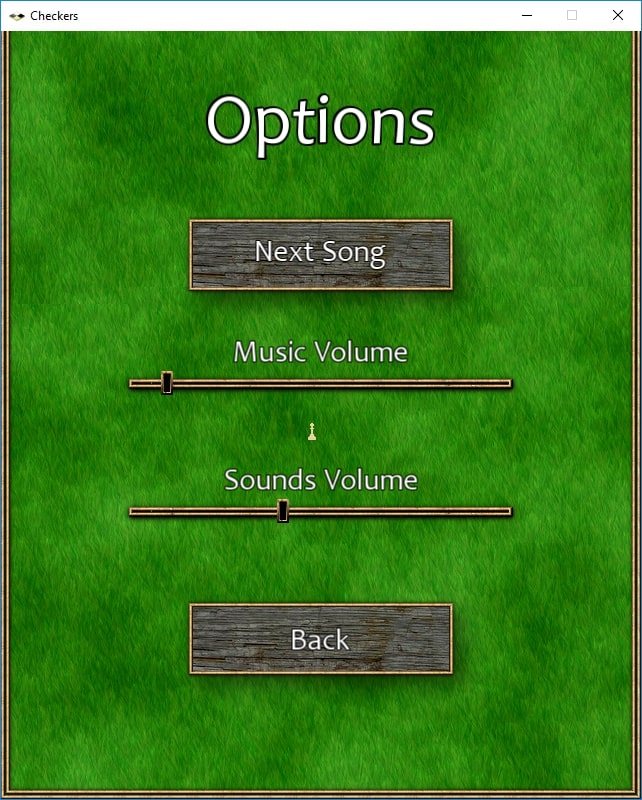 Checkers
Options
Next Song
Music Volume
Sounds Volume
Back